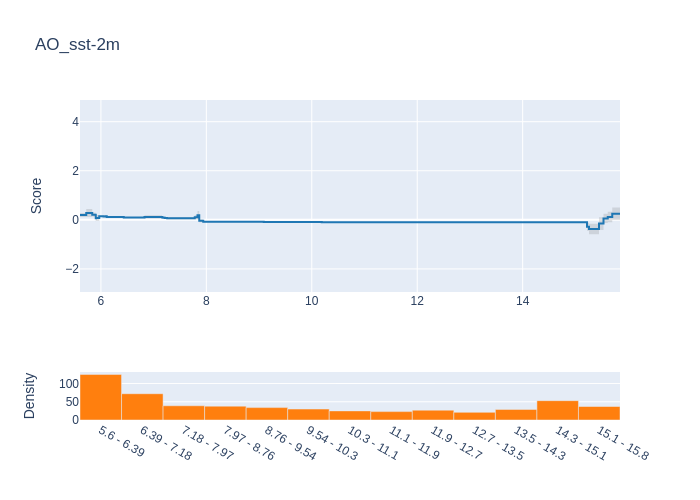 AO_sst-2m
Score
4
2
0
−2
6
8
10
12
14
Density
100
50
0
5.6 - 6.39
6.39 - 7.18
7.18 - 7.97
7.97 - 8.76
8.76 - 9.54
9.54 - 10.3
10.3 - 11.1
11.1 - 11.9
11.9 - 12.7
12.7 - 13.5
13.5 - 14.3
14.3 - 15.1
15.1 - 15.8